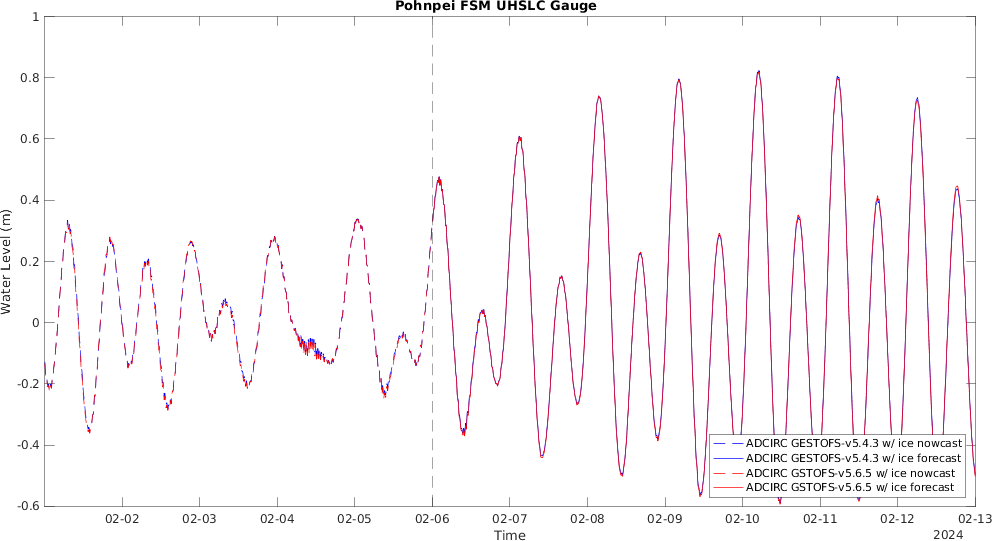 Pohnpei FSM UHSLC Gauge
Water Level (m)
1
0.8
0.6
0.4
0.2
0
-0.2
-0.4
-0.6
ADCIRC GESTOFS-v5.4.3 w/ ice nowcast
ADCIRC GESTOFS-v5.4.3 w/ ice forecast
ADCIRC GSTOFS-v5.6.5 w/ ice nowcast
ADCIRC GSTOFS-v5.6.5 w/ ice forecast
02-02 02-03 02-04 02-05 02-06 02-07 02-08 02-09 02-10 02-11 02-12 02-13
Time
2024